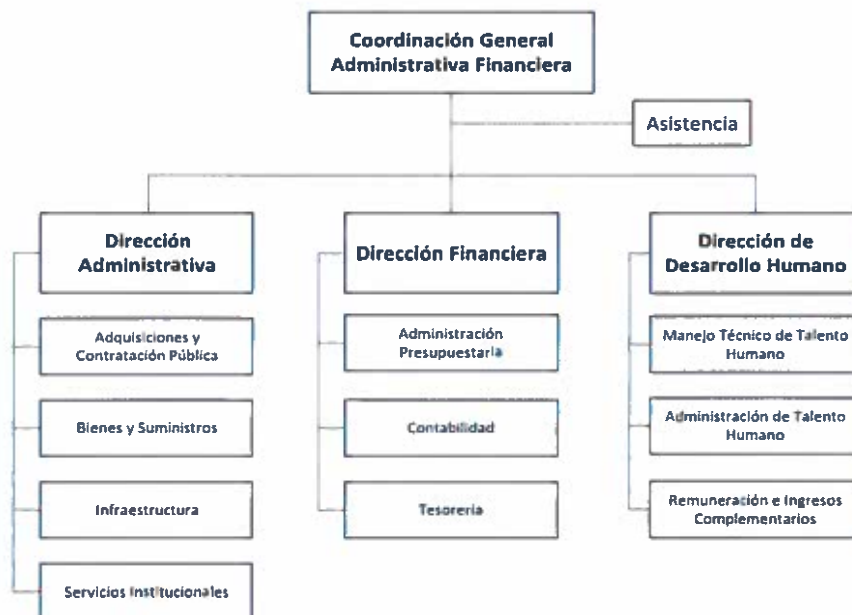 Coordinación General
Administrativa Financiera
Asistencia
Dirección
Administrativa
Adquisiciones y
Contratación Pública
Bienes y Suministros
Infraestructura
Servicios Institucionales
Dirección Financiera
Administración
Presupuestaria
Contabilidad
Tesorería
Dirección de
Desarrollo Humano
Manejo Técnico de Talento
Humano
Administración de Talento
Humano
Remuneración e Ingresos
Complementarios